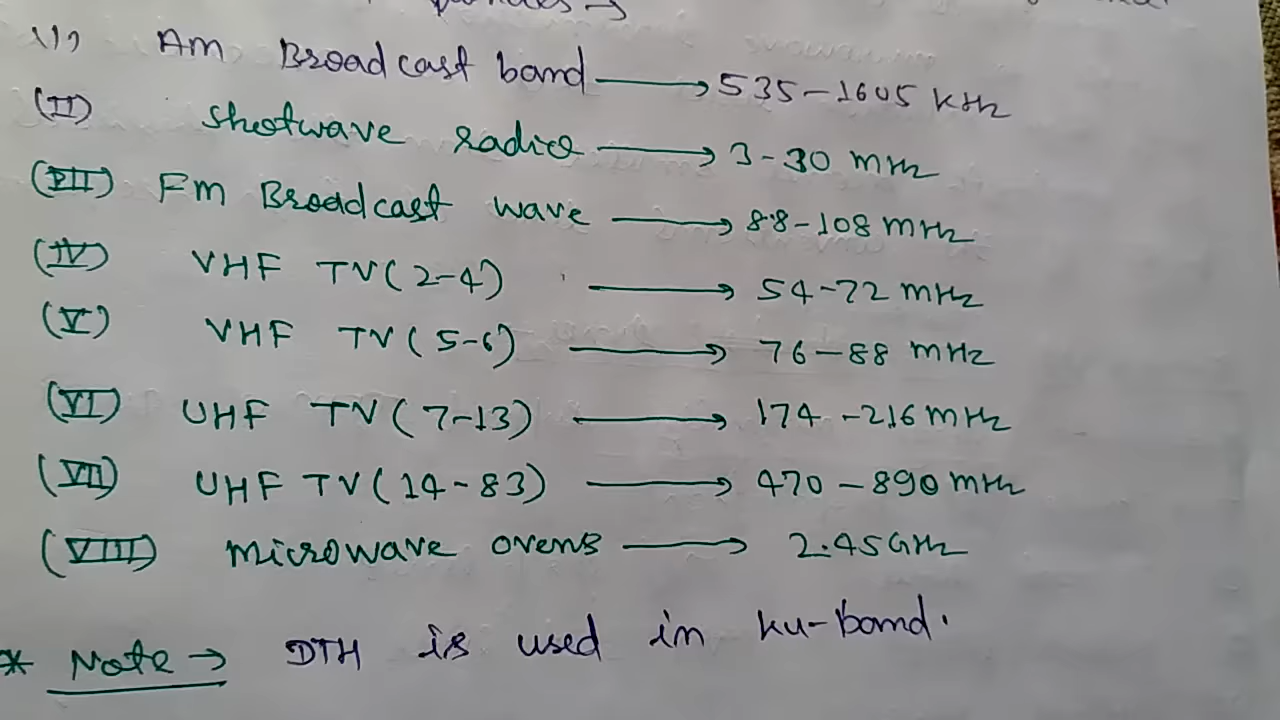 (I) Am Broadcast band → 535-1605 kHz
(II) Shotwave radio → 3-30 mHz
(III) Fm Broadcast wave → 88-108 mHz
(IV) VHF TV(2-4) → 54-72 mHz
(V) VHF TV(5-6) → 76-88 mHz
(VI) UHF TV(7-13) → 174-216 mHz
(VII) UHF TV(14-83) → 470-890 mHz
(VIII) microwave ovens → 2.45GHz
* Note → DTH is used in ku-band.